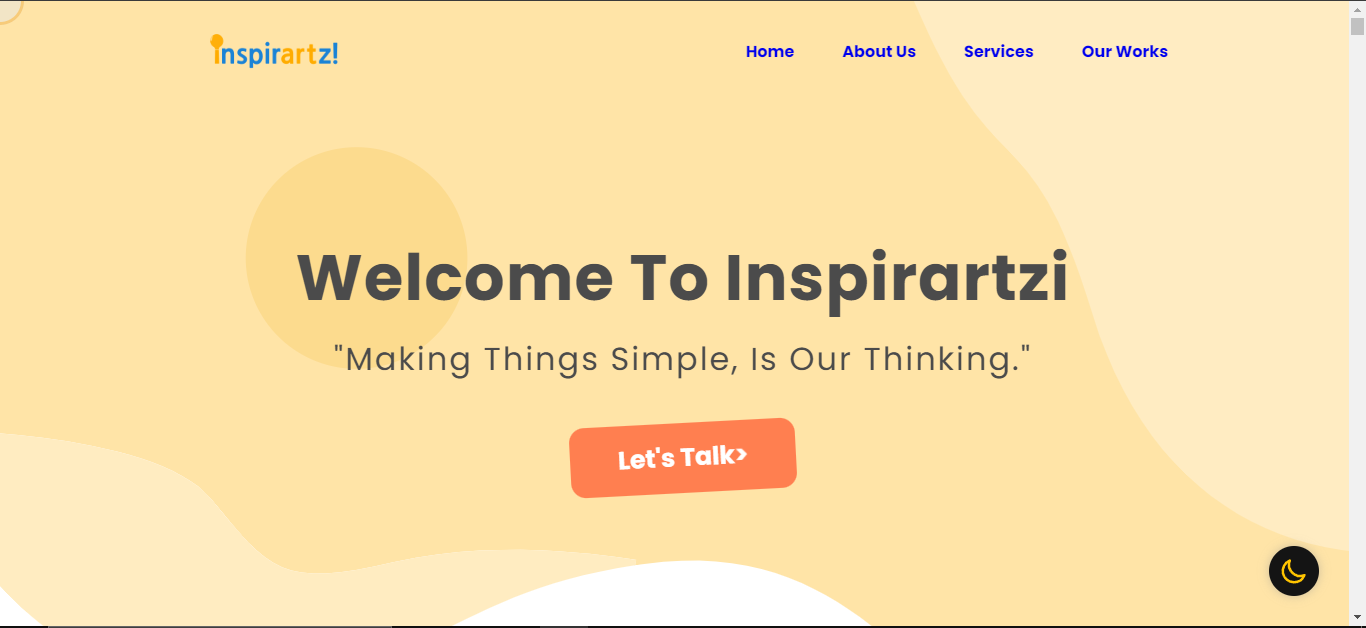 inspirartz!
Home About Us Services Our Works
Welcome To Inspirartzi
"Making Things Simple, Is Our Thinking."
Let's Talk>